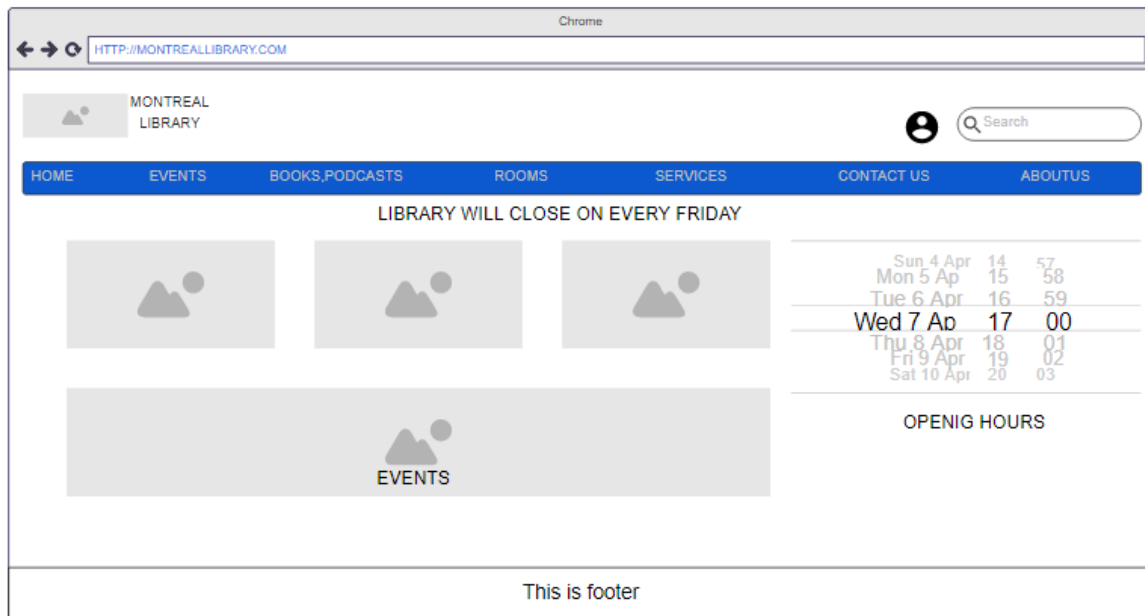 Chrome
HTTP://MONTREALLIBRARY.COM
MONTREAL
LIBRARY
Search
HOME EVENTS BOOKS,PODCASTS ROOMS SERVICES CONTACT US ABOUTUS
LIBRARY WILL CLOSE ON EVERY FRIDAY
Sun 4 Apr 14 57
Mon 5 Ap 15 58
Tue 6 Apr 16 59
Wed 7 Ap 17 00
Thu 8 Apr 18 01
Fri 9 Apr 19 02
Sat 10 Apr 20 03
OPENIG HOURS
EVENTS
This is footer